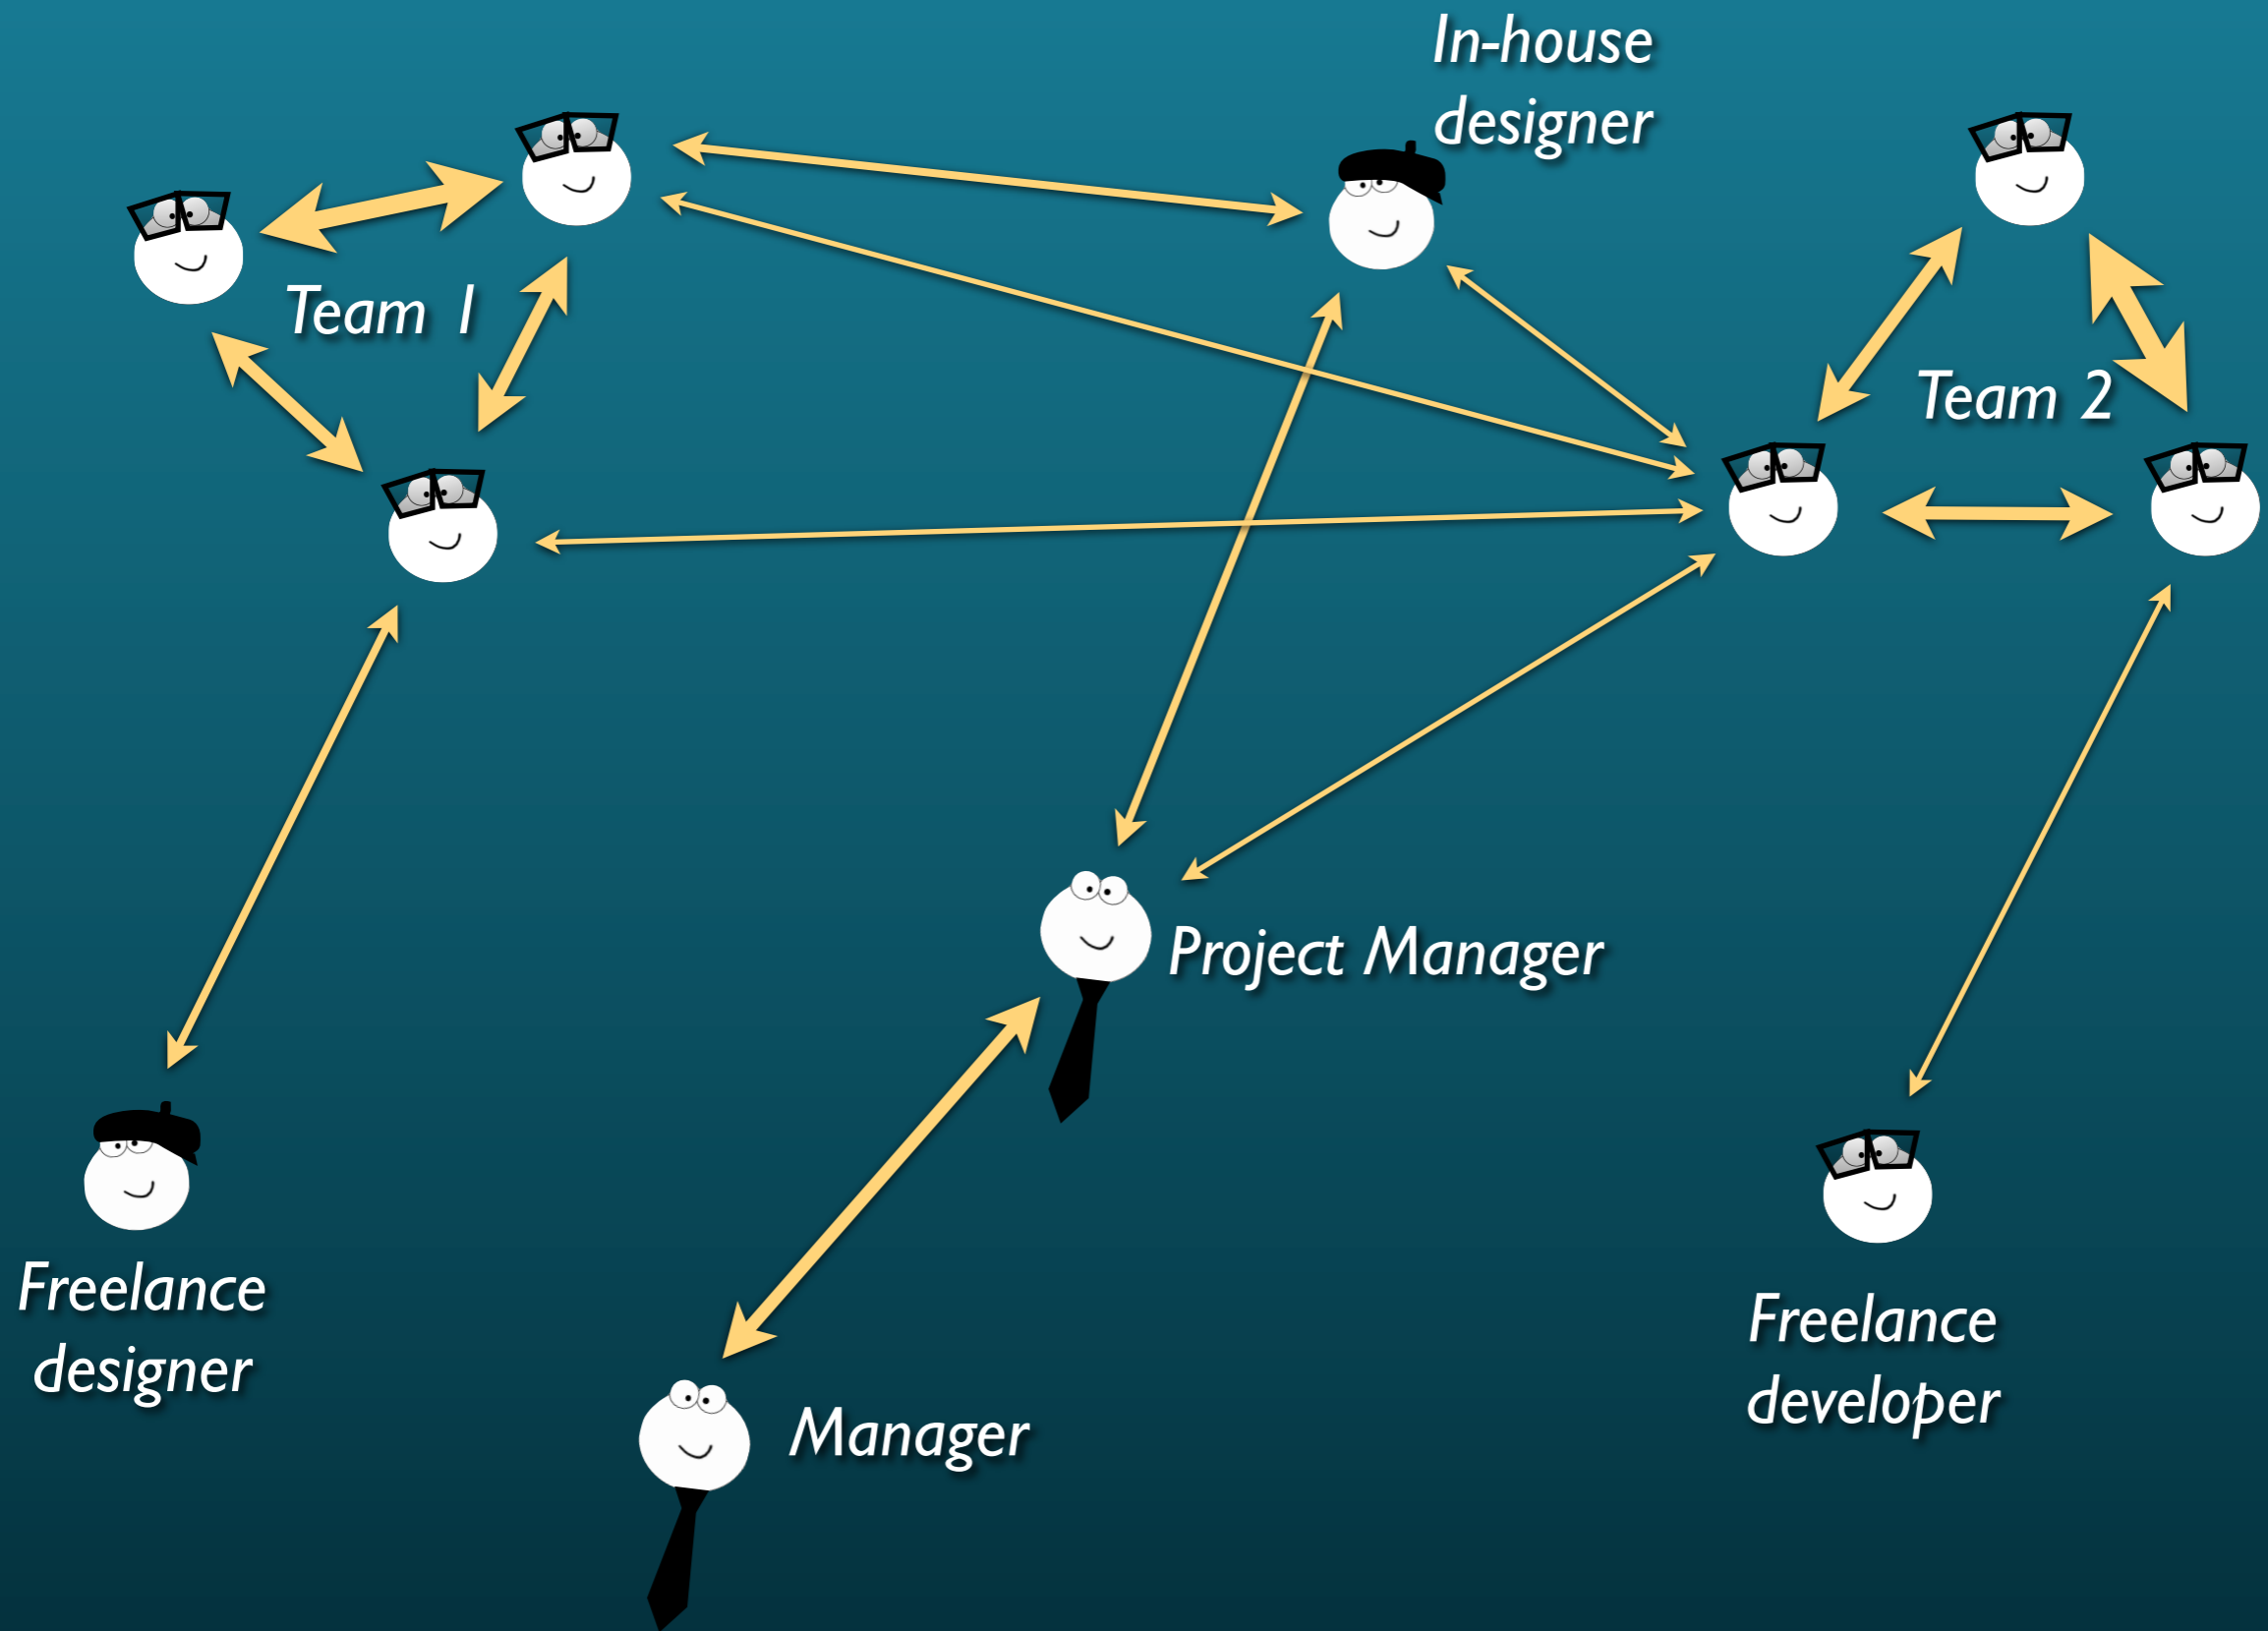 In-house
designer
Team 1
Team 2
Project Manager
Freelance
designer
Freelance
developer
Manager